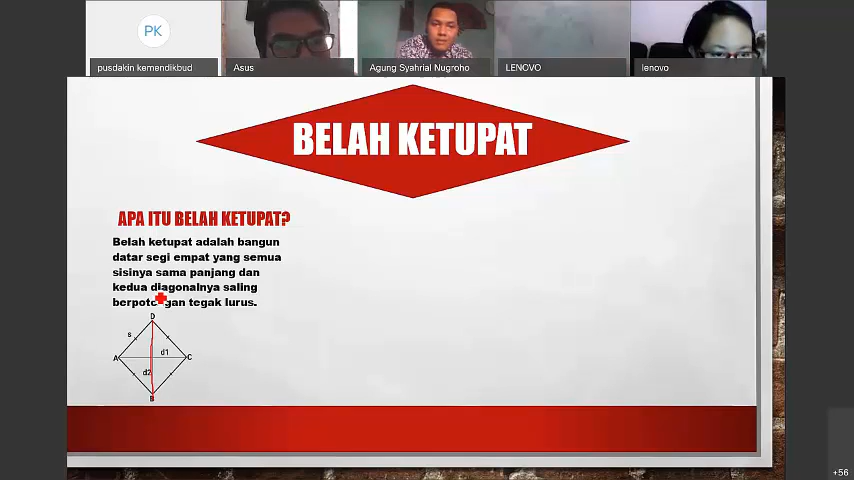 PK
pusdakin kemendikbud
Asus
Agung Syahrial Nugroho
LENOVO
lenovo
BELAH KETUPAT
APA ITU BELAH KETUPAT?
Belah ketupat adalah bangun
datar segi empat yang semua
sisinya sama panjang dan
kedua diagonalnya saling
berpotongan tegak lurus.
D
s
d1
A
C
d2
B
+56